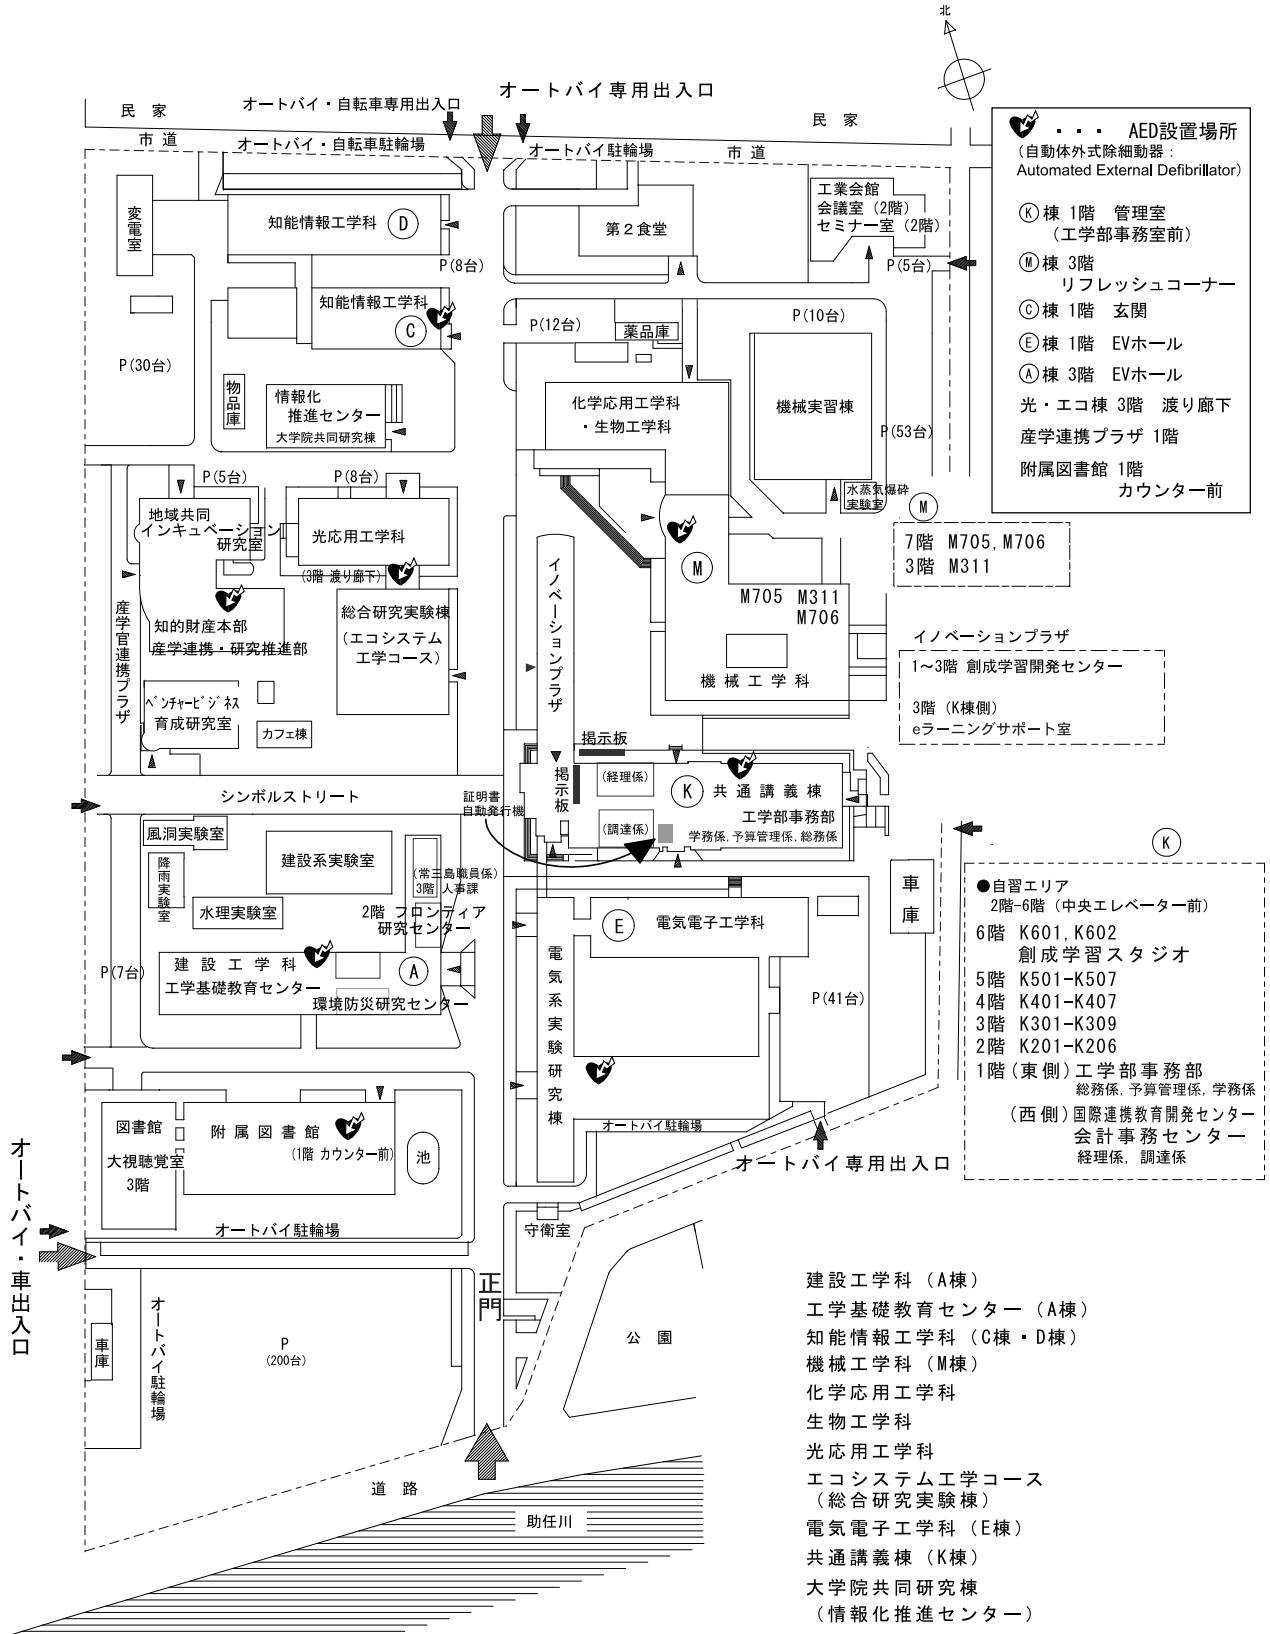 北
オートバイ専用出入口
民　家
オートバイ・自転車専用出入口
民　家
市 道
オートバイ・自転車駐輪場
オートバイ駐輪場
市 道
・・・ AED設置場所
(自動体外式除細動器：
Automated External Defibrillator)
Ⓚ棟 1階 管理室
(工学部事務室前)
Ⓜ棟 3階
リフレッシュコーナー
Ⓒ棟 1階 玄関
Ⓔ棟 1階 EVホール
Ⓐ棟 3階 EVホール
光・エコ棟 3階 渡り廊下
産学連携プラザ 1階
附属図書館 1階
カウンター前
変電室
知能情報工学科 Ⓓ
P(8台)
第2食堂
工業会館
会議室 (2階)
セミナー室 (2階)
P(5台)
知能情報工学科
Ⓒ
P(12台)
薬品庫
P(10台)
P(30台)
物品庫
情報化
推進センター
大学院共同研究棟
化学応用工学科
・生物工学科
機械実習棟
P(53台)
水蒸気爆砕
実験室
P(5台)
P(8台)
地域共同
インキュベーション
研究室
光応用工学科
(3階 渡り廊下)
イノベーションプラザ
Ⓜ
M705 M311
M706
機械工学科
Ⓜ
7階 M705,M706
3階 M311
産学官連携プラザ
知的財産本部
産学連携・研究推進部
総合研究実験棟
(エコシステム
工学コース)
ベンチャービジネス
育成研究室
カフェ棟
イノベーションプラザ
1～3階 創成学習開発センター
3階 (K棟側)
eラーニングサポート室
掲示板
掲示板
(経理係)
Ⓚ 共通講義棟
(調達係)
工学部事務部
学務係,予算管理係,総務係
シンボルストリート
証明書
自動発行機
風洞実験室
降雨実験室
建設系実験室
水理実験室
(常三島職員係)
3階 人事課
2階 フロンティア
研究センター
P(7台)
建設工学科
工学基礎教育センター
Ⓐ
環境防災研究センター
Ⓔ 電気電子工学科
電気系実験研究棟
P(41台)
車庫
Ⓚ
●自習エリア
2階-6階 (中央エレベーター前)
6階 K601,K602
創成学習スタジオ
5階 K501-K507
4階 K401-K407
3階 K301-K309
2階 K201-K206
1階(東側)工学部事務部
総務係,予算管理係,学務係
(西側)国際連携教育開発センター
会計事務センター
経理係,調達係
図書館
大視聴覚室
3階
附属図書館
(1階 カウンター前)
池
オートバイ駐輪場
オートバイ専用出入口
オートバイ駐輪場
守衛室
オートバイ・車出入口
正門
車庫
オートバイ駐輪場
P
(200台)
公 園
道 路
助任川
建設工学科 (A棟)
工学基礎教育センター (A棟)
知能情報工学科 (C棟・D棟)
機械工学科 (M棟)
化学応用工学科
生物工学科
光応用工学科
エコシステム工学コース
(総合研究実験棟)
電気電子工学科 (E棟)
共通講義棟 (K棟)
大学院共同研究棟
(情報化推進センター)